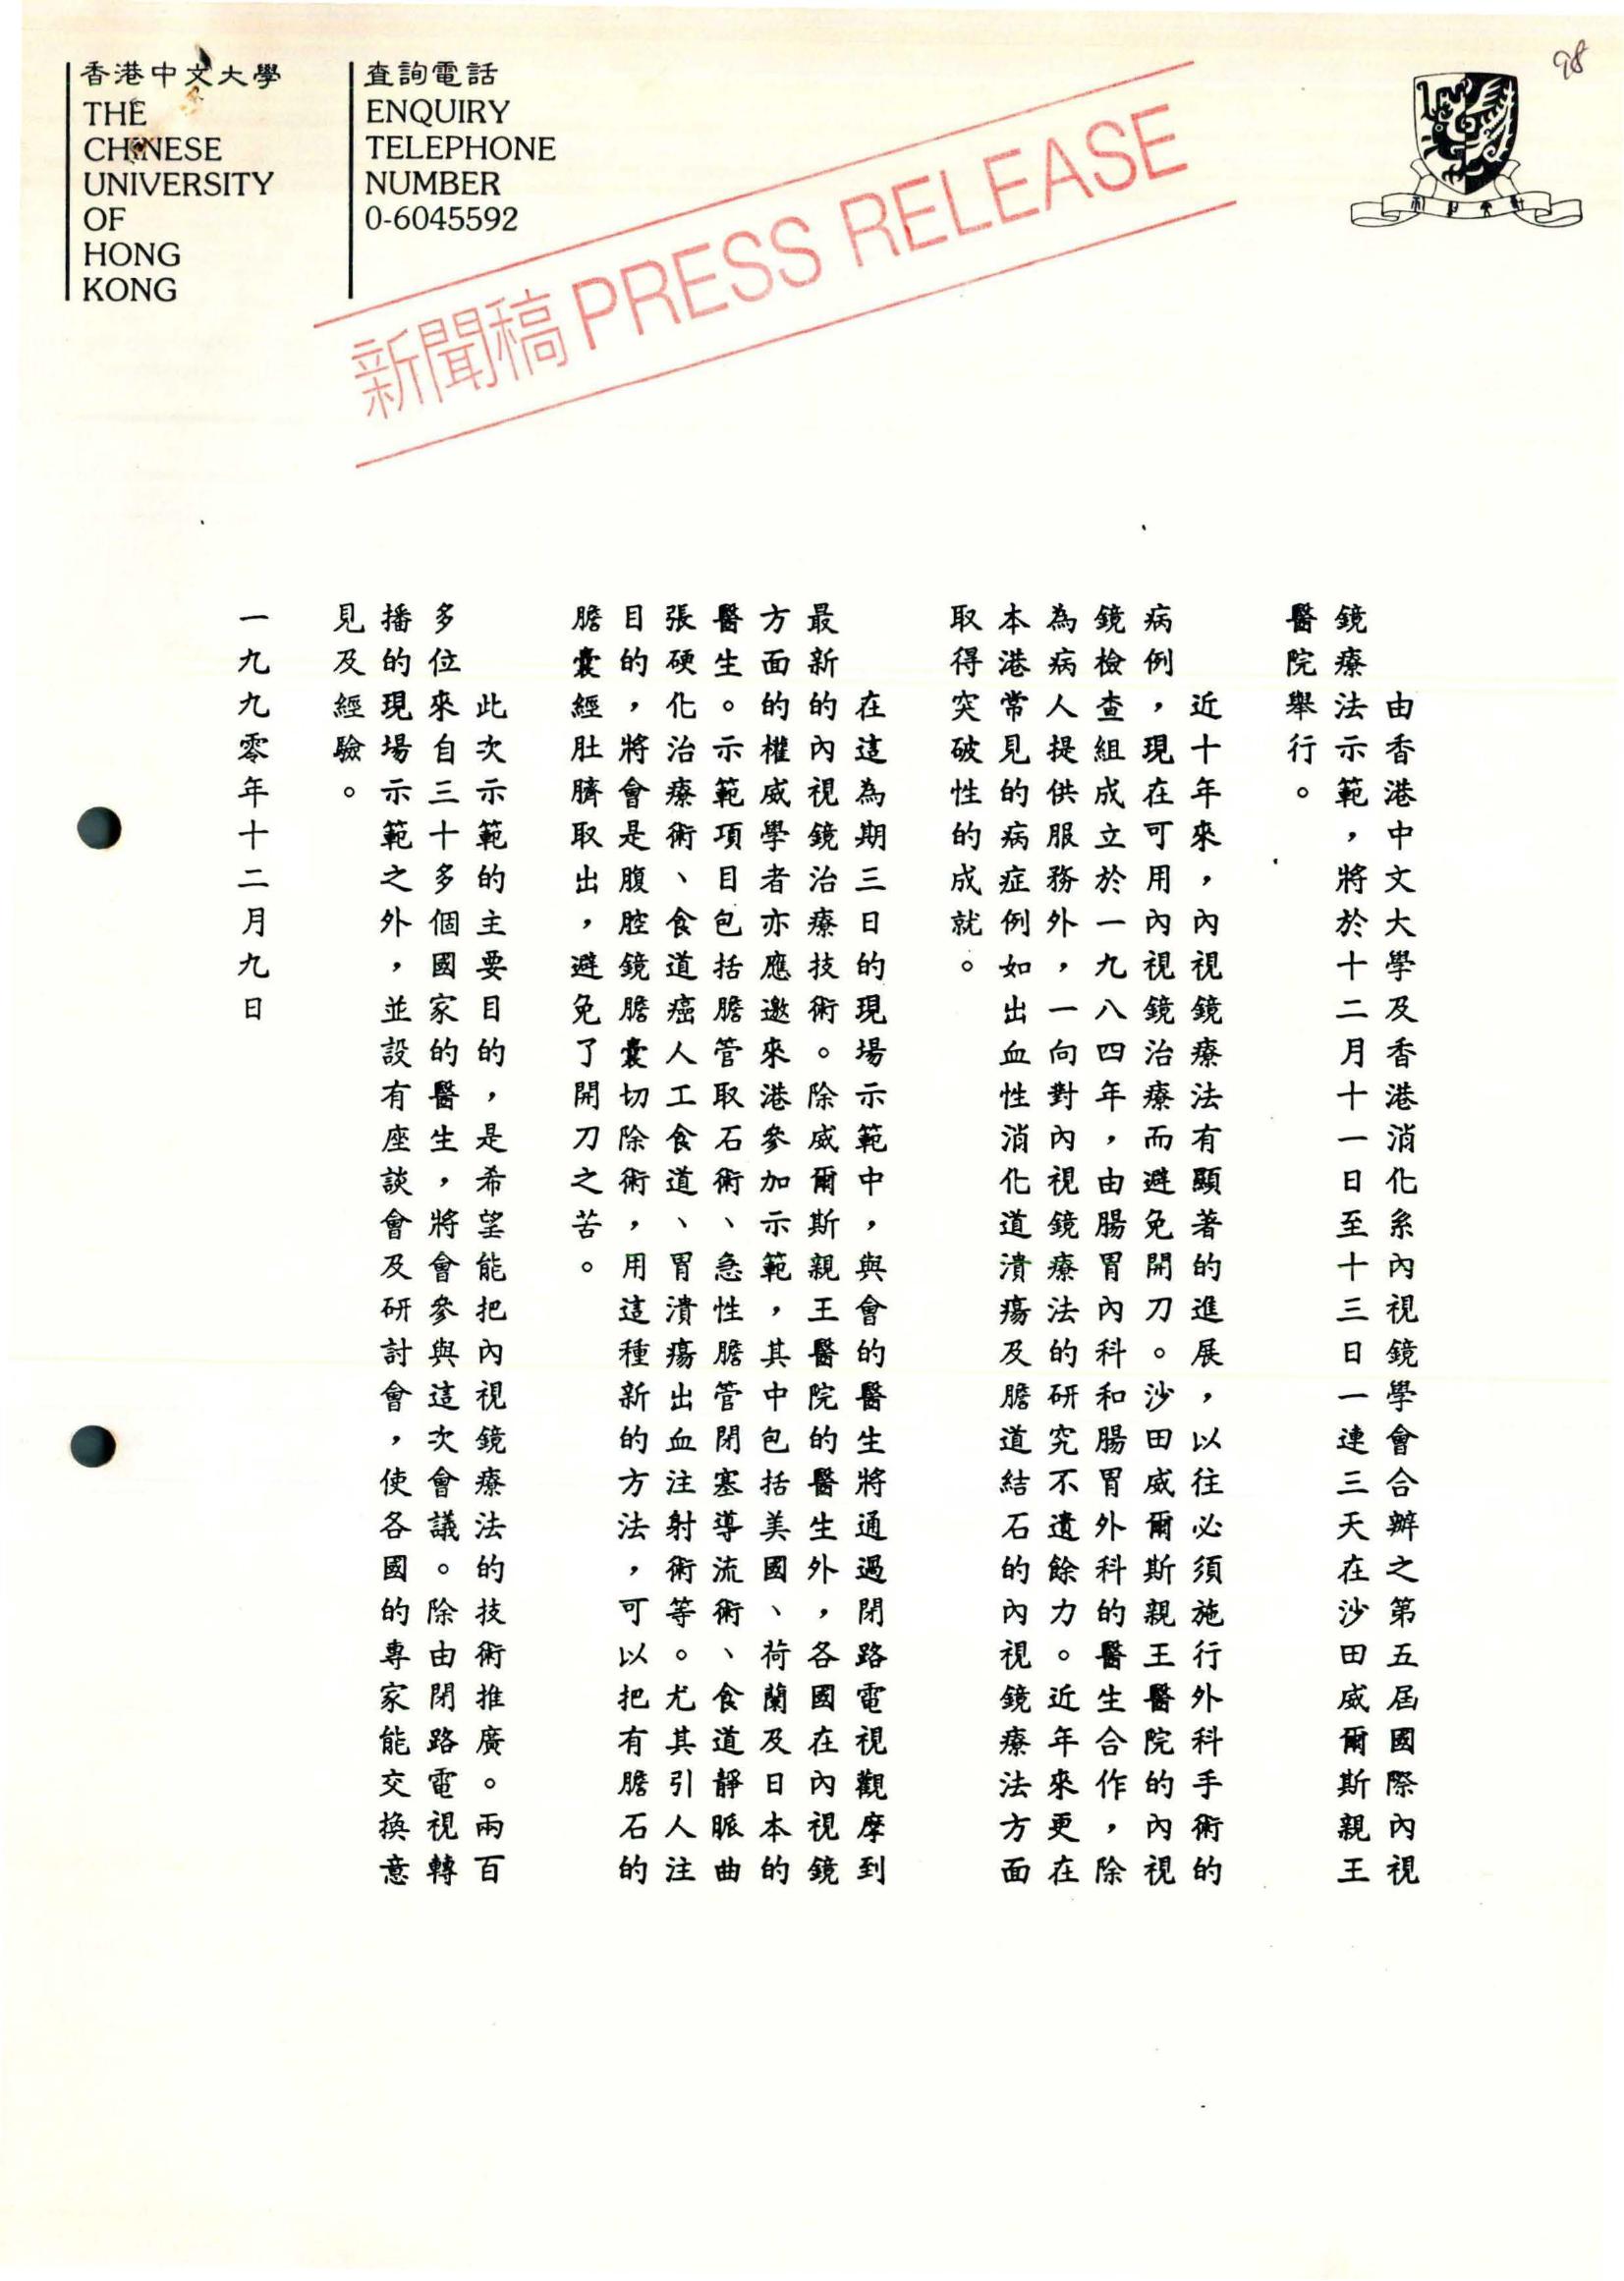 98
香港中文大學
THE
CHINESE
UNIVERSITY
OF
HONG
KONG
查詢電話
ENQUIRY
TELEPHONE
NUMBER
0-6045592
新聞稿 PRESS RELEASE
由香港中文大學及香港消化系內視鏡學會合辦之第五屆國際內視
鏡療法示範，將於十二月十一日至十三日一連三天在沙田威爾斯親王
醫院舉行。
近十年來，內視鏡療法有顯著的進展，以往必須施行外科手術的
病例，現在可用內視鏡治療而避免開刀。沙田威爾斯親王醫院的內視
鏡檢查組成立於一九八四年，由腸胃內科和腸胃外科的醫生合作，除
為病人提供服務外，一向對內視鏡療法的研究不遺餘力。近年來更在
本港常見的病症例如出血性消化道潰瘍及膽道結石的內視鏡療法方面
取得突破性的成就。
在這為期三日的現場示範中，與會的醫生將通過閉路電視觀摩到
最新的內視鏡治療技術。除威爾斯親王醫院的醫生外，各國在內視鏡
方面的權威學者亦應邀來港參加示範，其中包括美國、荷蘭及日本的
醫生。示範項目包括膽管取石術、急性膽管閉塞導流術、食道靜脈曲
張硬化治療術、食道癌人工食道、胃潰瘍出血注射術等。尤其引人注
目的，將會是腹腔鏡膽囊切除術，用這種新的方法，可以把有膽石的
膽囊經肚臍取出，避免了開刀之苦。
此次示範的主要目的，是希望能把內視鏡療法的技術推廣。兩百
多位來自三十多個國家的醫生，將會參與這次會議。除由閉路電視轉
播的現場示範之外，並設有座談會及研討會，使各國的專家能交換意
見及經驗。
一九九零年十二月九日